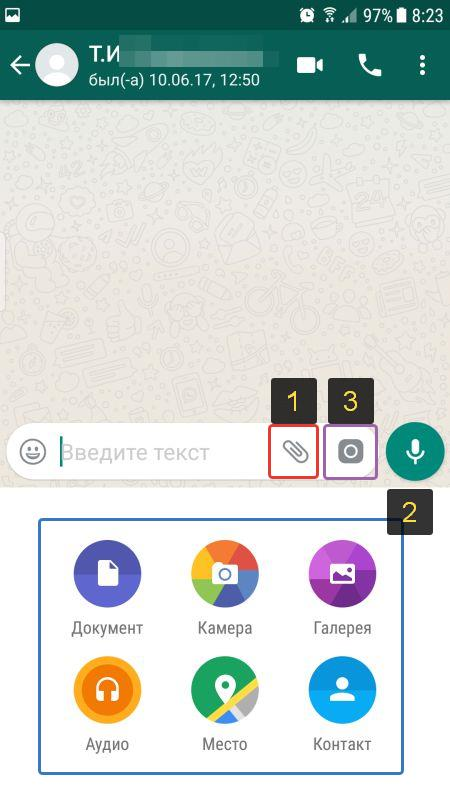 97% 8:23
Т.И
был(-а) 10.06.17, 12:50
1 3
Введите текст
2
Документ Камера Галерея
Аудио Место Контакт